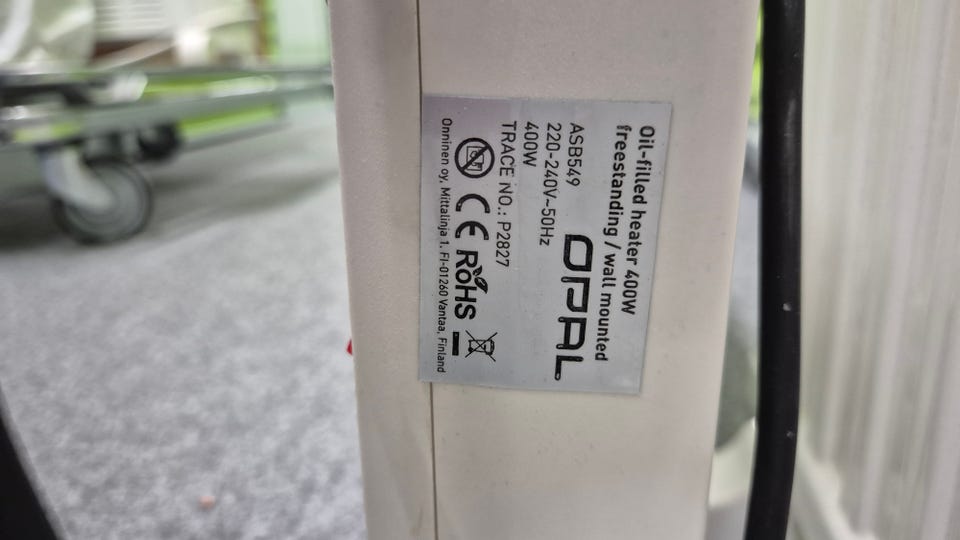 Oil-filled heater 400W
freestanding / wall mounted
OPAL
ASB549
220-240V~50Hz
400W
TRACE NO.: P2827
CE RoHS
Onninen oy, Mittalinja 1, FI-01260 Vantaa, Finland